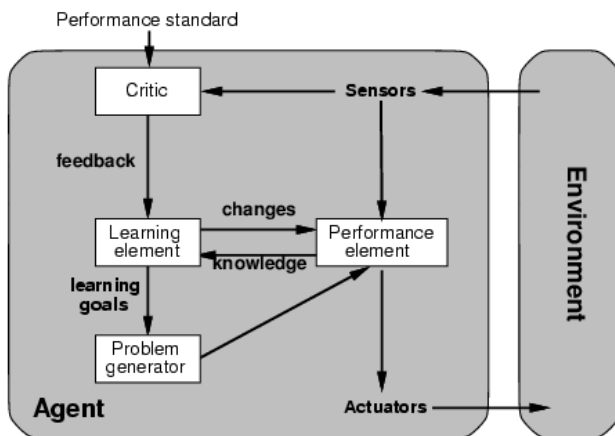 Performance standard
Critic
Sensors
feedback
changes
Learning
element
Performance
element
knowledge
learning
goals
Problem
generator
Agent
Actuators
Environment